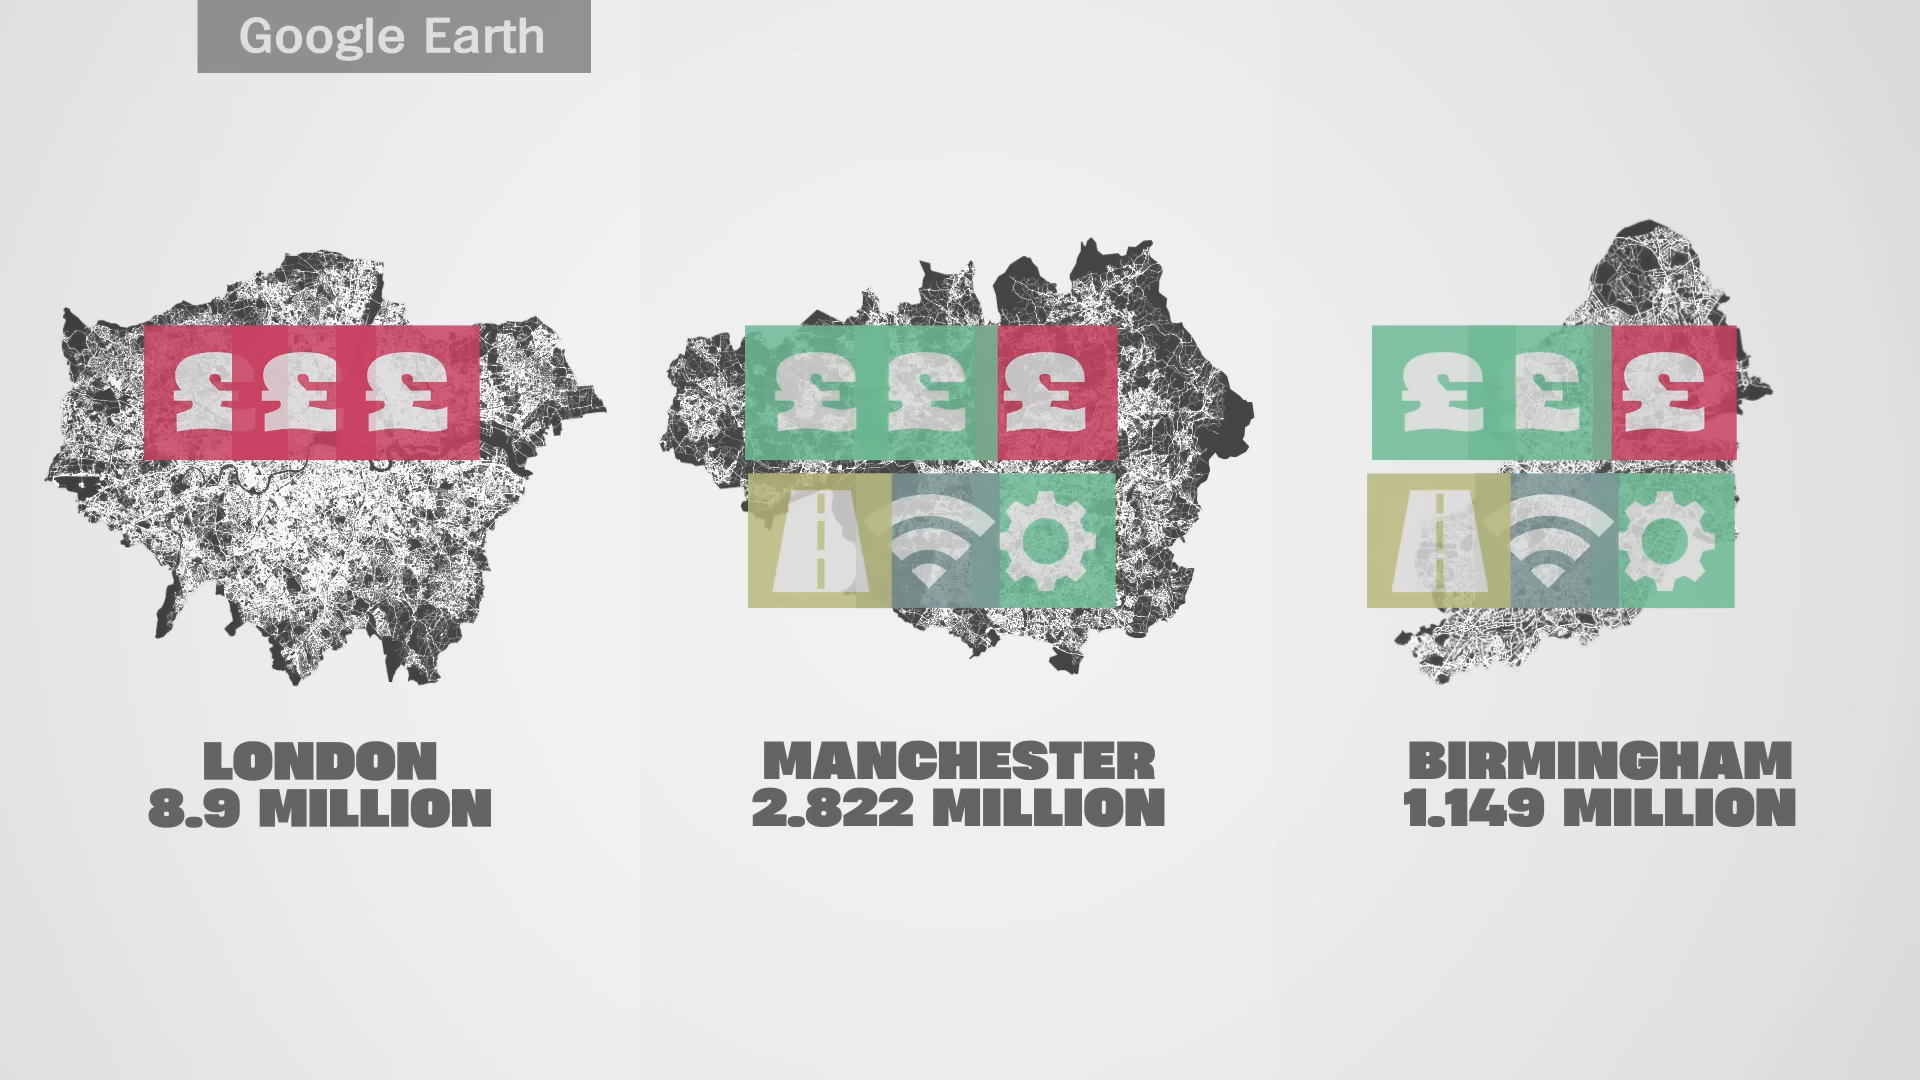 Google Earth
£££
£££
£££
LONDON
8.9 MILLION
MANCHESTER
2.822 MILLION
BIRMINGHAM
1.149 MILLION